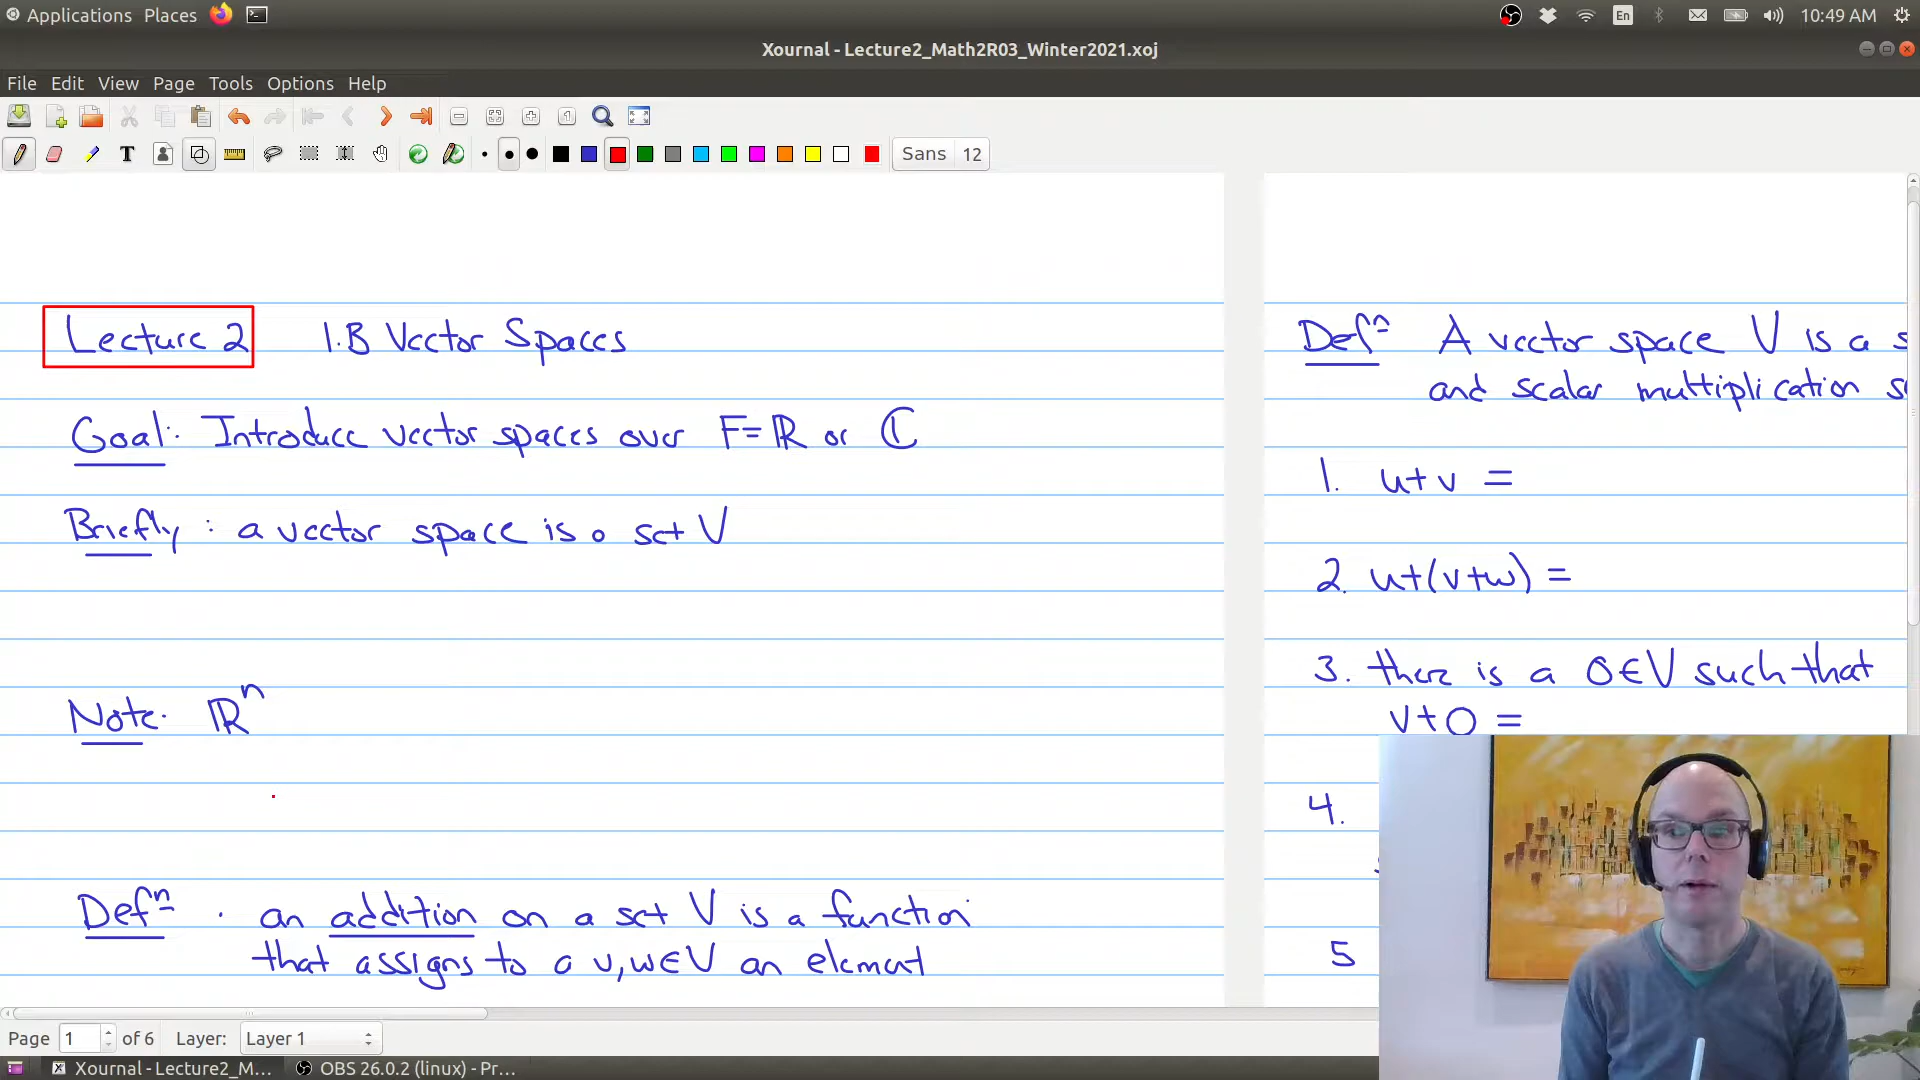 Applications Places En 10:49 AM
Xournal - Lecture2_Math2R03_Winter2021.xoj
File Edit View Page Tools Options Help
T Sans 12
Lecture 2 1.B Vector Spaces
Goal: Introduce vector spaces over F=ℝ or ℂ
Briefly : a vector space is a set V
Note: ℝⁿ
Defⁿ · an addition on a set V is a function
that assigns to a v,w∈V an element
Defⁿ A vector space V is a s
and scalar multiplication s
1. u+v =
2. u+(v+w) =
3. there is a 0∈V such that
v+0 =
4.
5
Page 1 of 6 Layer: Layer 1
Xournal - Lecture2_M... OBS 26.0.2 (linux) - Pr...